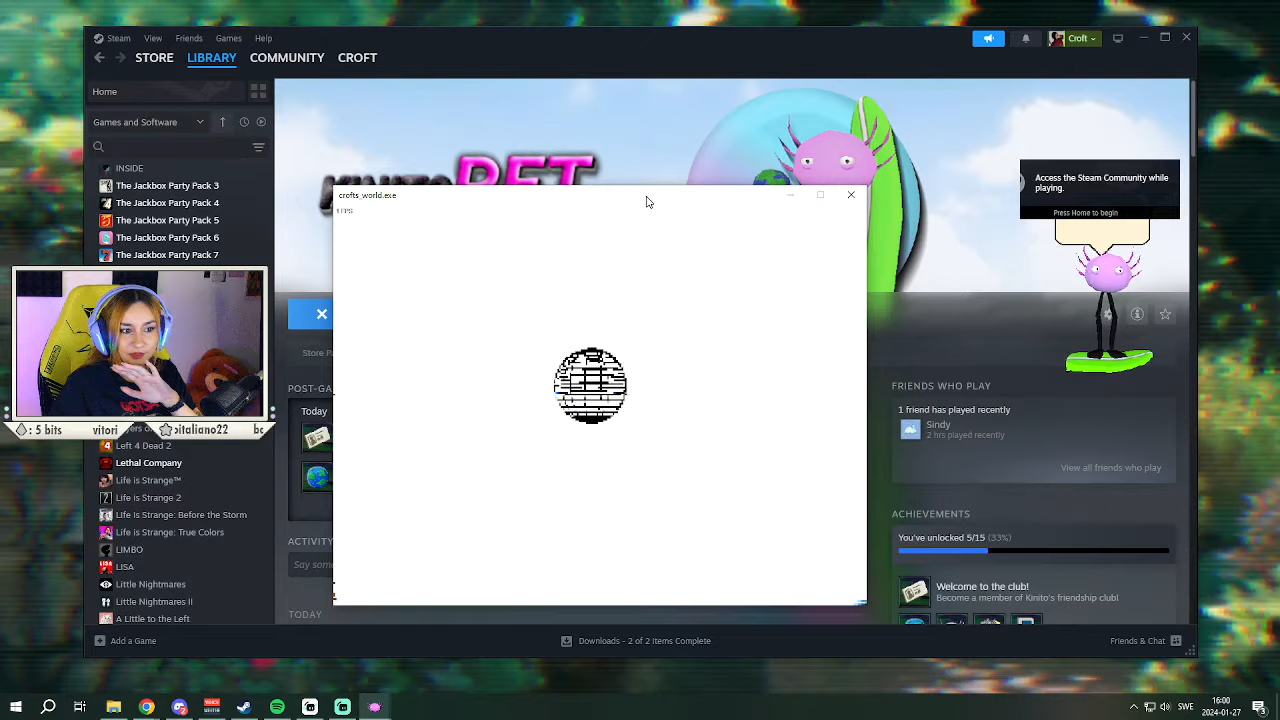 Steam View Friends Games Help
Croft
STORE LIBRARY COMMUNITY CROFT
Home
Games and Software
PET
INSIDE
The Jackbox Party Pack 3
The Jackbox Party Pack 4
The Jackbox Party Pack 5
The Jackbox Party Pack 6
The Jackbox Party Pack 7
crofts_world.exe
1 FPS
Access the Steam Community while
playing.
Press Home to begin
POST-GA
Today
: 5 bits vitori italiano22
Left 4 Dead 2
Lethal Company
Life is Strange™
Life is Strange 2
Life is Strange: Before the Storm
Life is Strange: True Colors
LIMBO
LISA
Little Nightmares
Little Nightmares II
A Little to the Left
ACTIVITY
Say some
TODAY
FRIENDS WHO PLAY
1 friend has played recently
Sindy
2 hrs played recently
View all friends who play
ACHIEVEMENTS
You've unlocked 5/15 (33%)
Welcome to the club!
Become a member of Kinito's friendship club!
Add a Game
Downloads - 2 of 2 Items Complete
Friends & Chat
SWE
16:00
2024-01-27